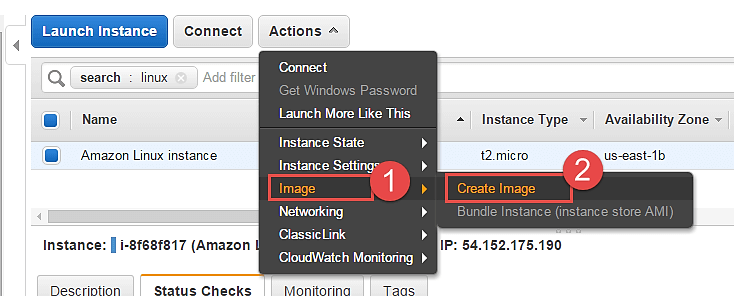 Launch Instance Connect Actions
search : linux Add filter
Connect
Get Windows Password
Launch More Like This
Name Instance Type Availability Zone
Instance State
Amazon Linux instance t2.micro us-east-1b
Instance Settings
1
2
Image Create Image
Networking Bundle Instance (instance store AMI)
ClassicLink
Instance: i-8f68f817 (Amazon IP: 54.152.175.190
CloudWatch Monitoring
Description Status Checks Monitoring Tags